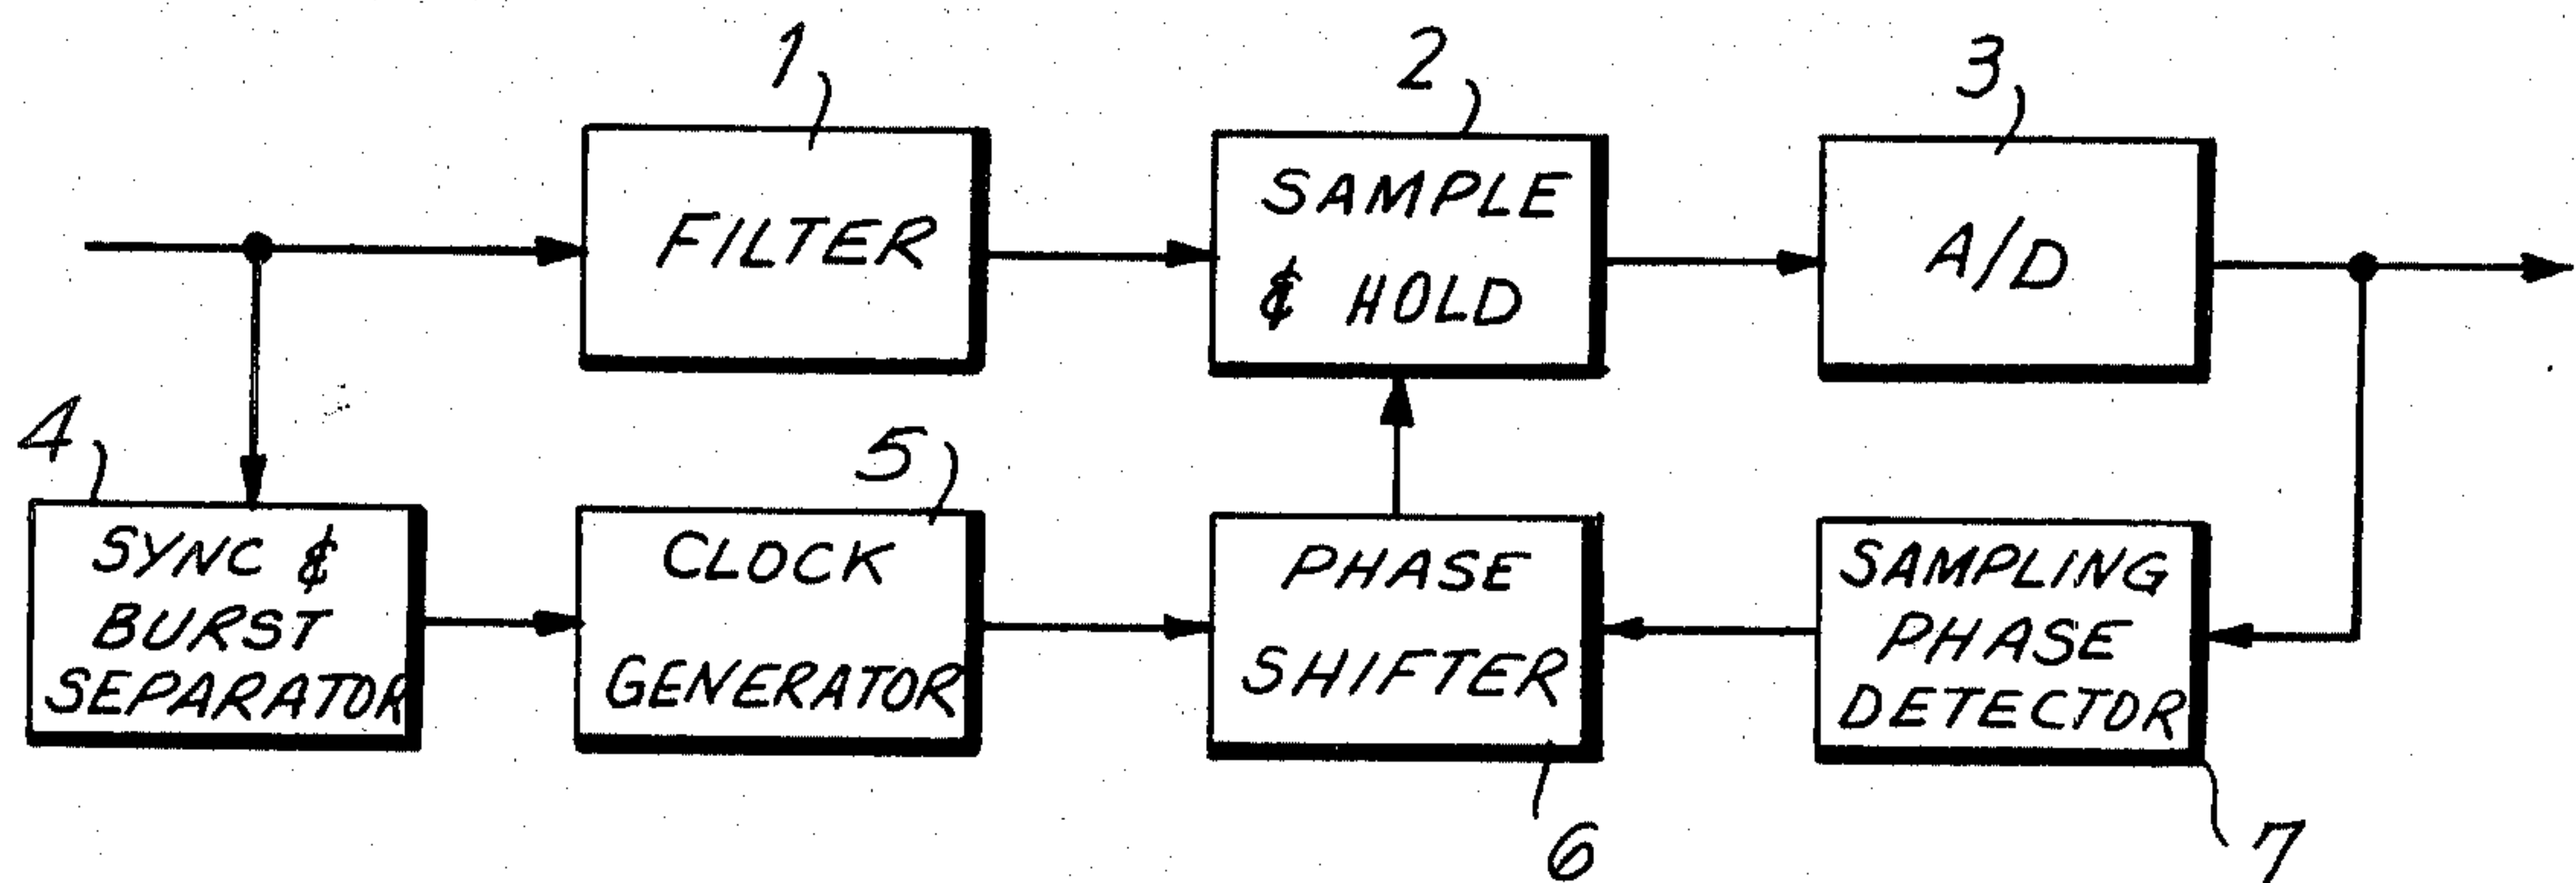 1
2
3
FILTER
SAMPLE
& HOLD
A/D
4
5
SYNC &
BURST
SEPARATOR
CLOCK
GENERATOR
PHASE
SHIFTER
SAMPLING
PHASE
DETECTOR
6
7